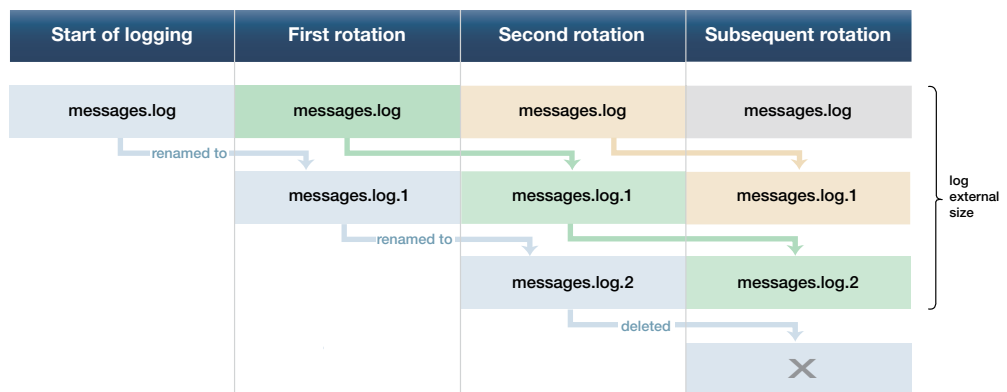 Start of logging
First rotation
Second rotation
Subsequent rotation
messages.log
messages.log
messages.log
messages.log
renamed to
messages.log.1
messages.log.1
messages.log.1
log
external
size
renamed to
messages.log.2
messages.log.2
deleted
X